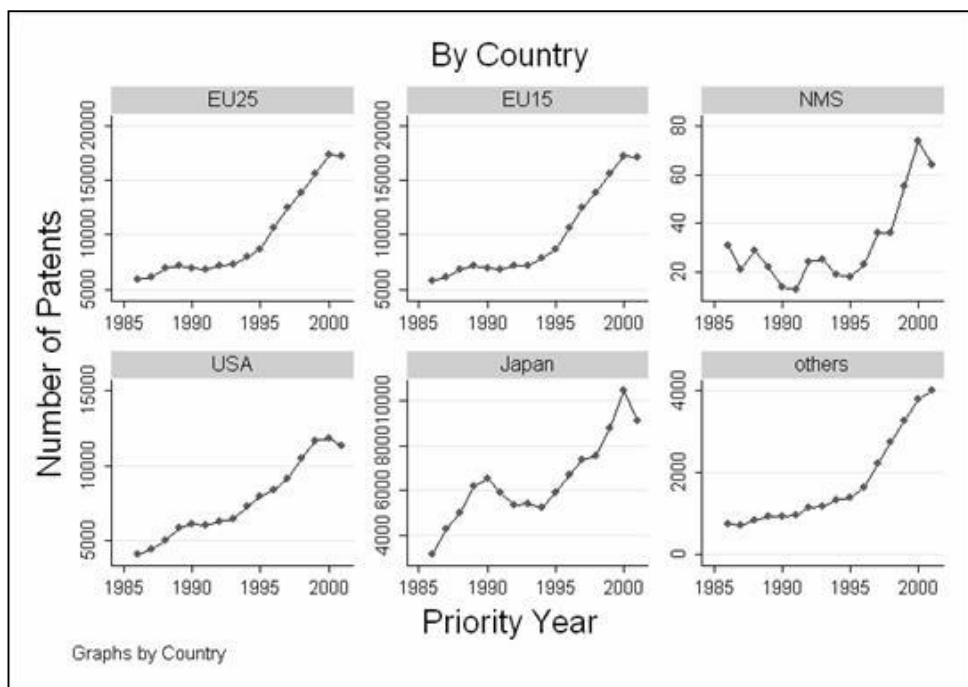 By Country
EU25
EU15
NMS
20000
15000
10000
5000
20000
15000
10000
5000
80
60
40
20
1985 1990 1995 2000
1985 1990 1995 2000
1985 1990 1995 2000
Number of Patents
USA
Japan
others
15000
10000
5000
10000
8000
6000
4000
4000
2000
0
1985 1990 1995 2000
1985 1990 1995 2000
1985 1990 1995 2000
Priority Year
Graphs by Country